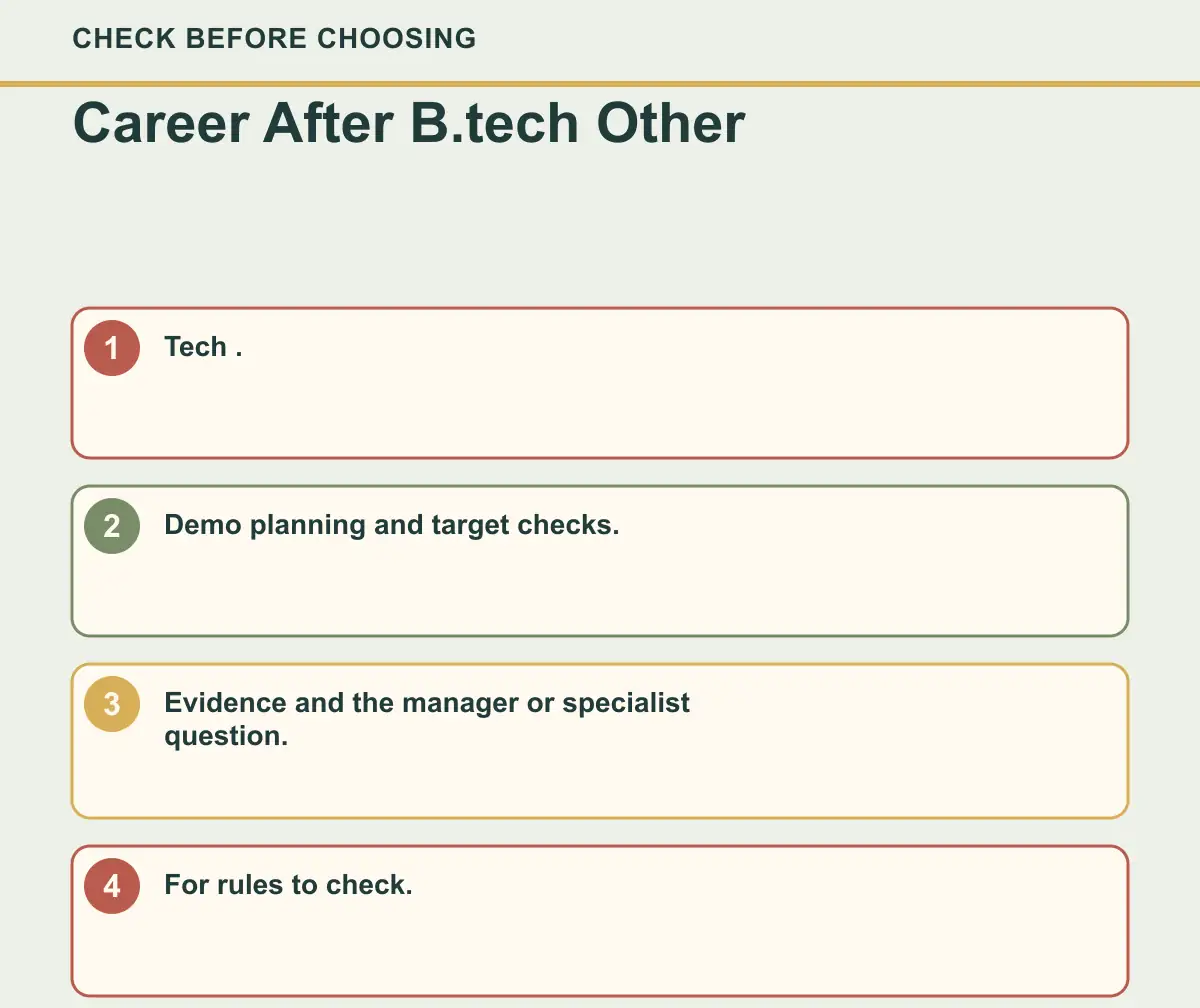 CHECK BEFORE CHOOSING
Career After B.tech Other
1
Tech .
2
Demo planning and target checks.
3
Evidence and the manager or specialist
question.
4
For rules to check.